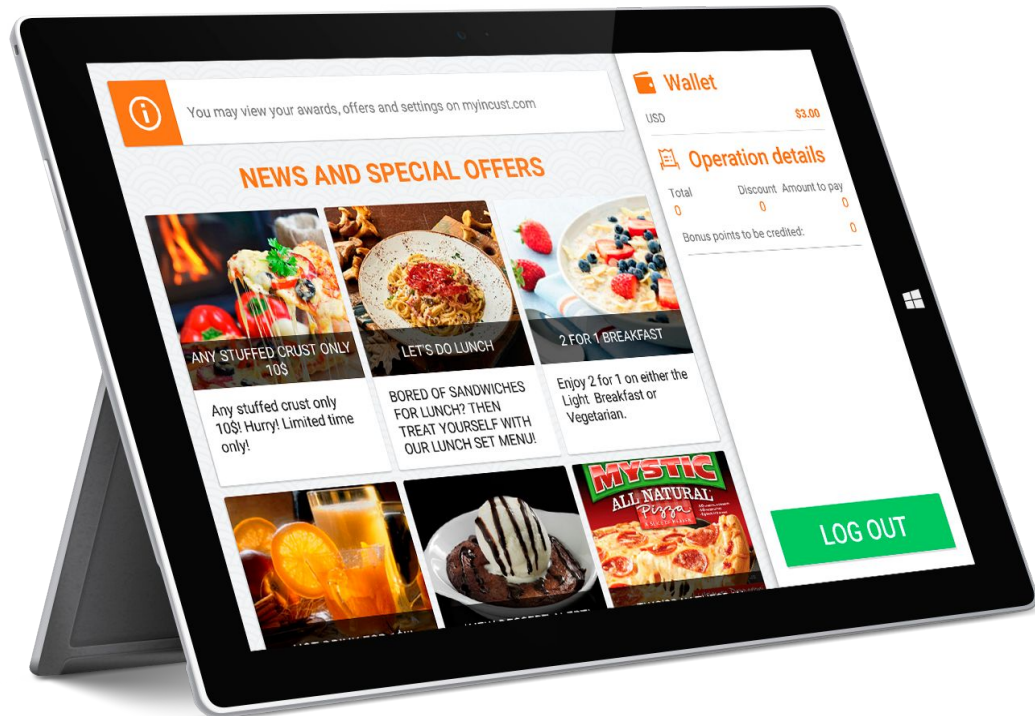 You may view your awards, offers and settings on myincust.com
NEWS AND SPECIAL OFFERS
ANY STUFFED CRUST ONLY
10$
Any stuffed crust only
10$! Hurry! Limited time
only!
LET'S DO LUNCH
BORED OF SANDWICHES
FOR LUNCH? THEN
TREAT YOURSELF WITH
OUR LUNCH SET MENU!
2 FOR 1 BREAKFAST
Enjoy 2 for 1 on either the
Light Breakfast or
Vegetarian.
MYSTIC
ALL NATURAL
Pizza
Wallet
USD $3.00
Operation details
Total Discount Amount to pay
0 0 0
Bonus points to be credited: 0
LOG OUT